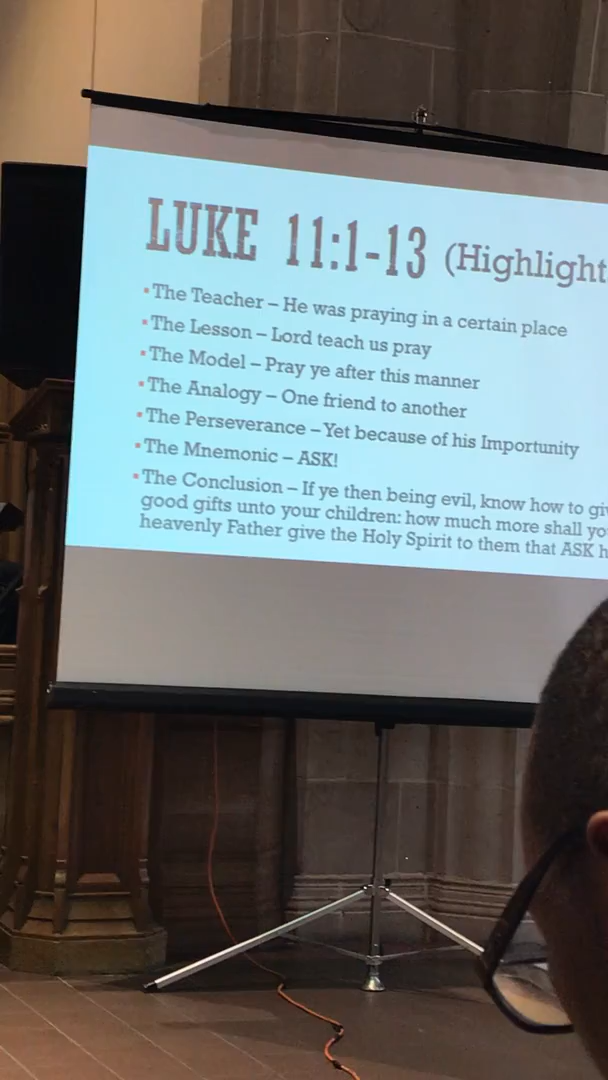 LUKE 11:1-13 (Highlight
▪The Teacher – He was praying in a certain place
▪The Lesson – Lord teach us pray
▪The Model – Pray ye after this manner
▪The Analogy – One friend to another
▪The Perseverance – Yet because of his Importunity
▪The Mnemonic – ASK!
▪The Conclusion – If ye then being evil, know how to gi
good gifts unto your children: how much more shall yo
heavenly Father give the Holy Spirit to them that ASK h